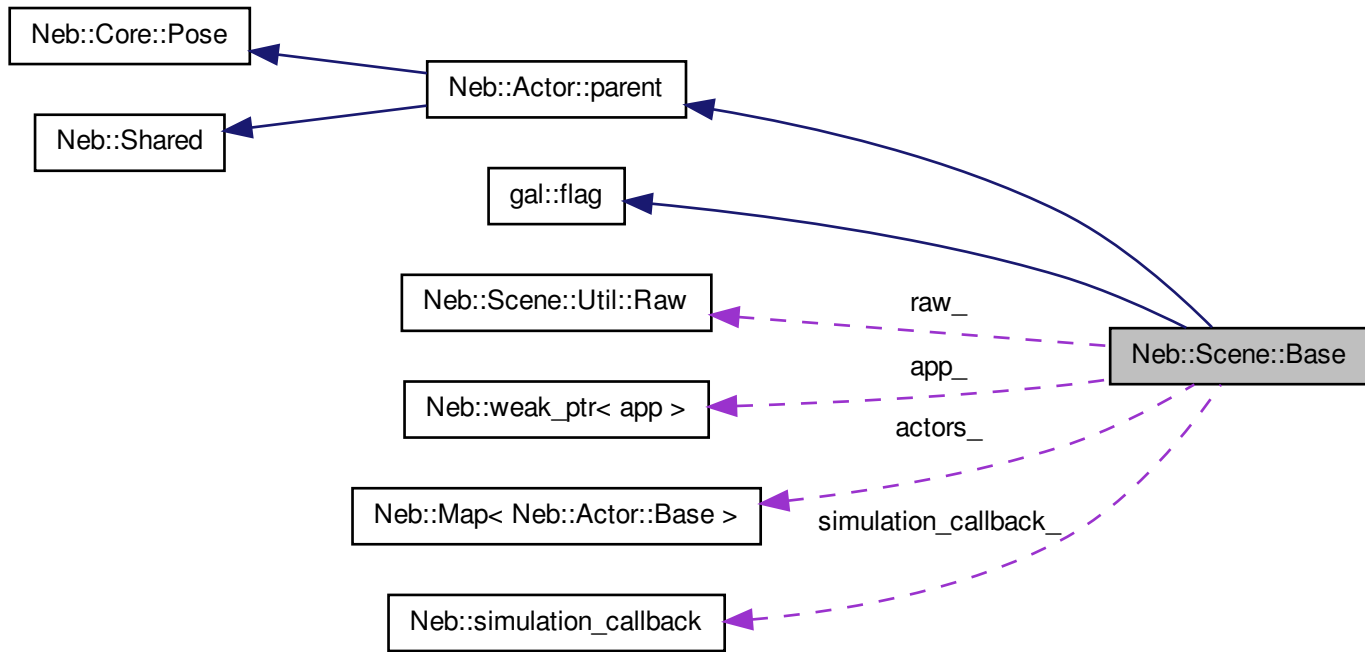 Neb::Core::Pose
Neb::Actor::parent
Neb::Shared
gal::flag
Neb::Scene::Util::Raw
raw_
Neb::Scene::Base
app_
Neb::weak_ptr< app >
actors_
Neb::Map< Neb::Actor::Base >
simulation_callback_
Neb::simulation_callback